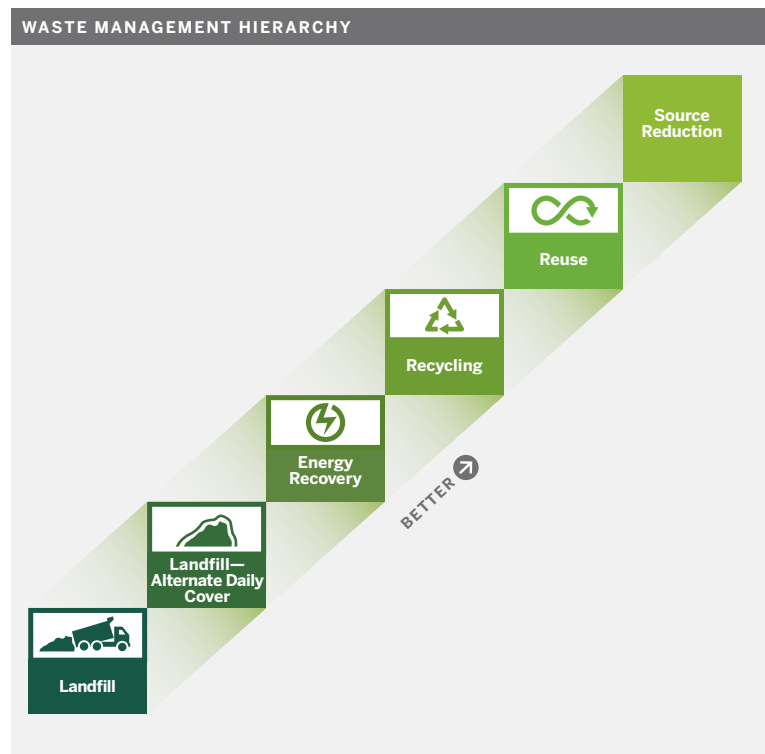 WASTE MANAGEMENT HIERARCHY
Source
Reduction
Reuse
Recycling
Energy
Recovery
BETTER
Landfill—
Alternate Daily
Cover
Landfill